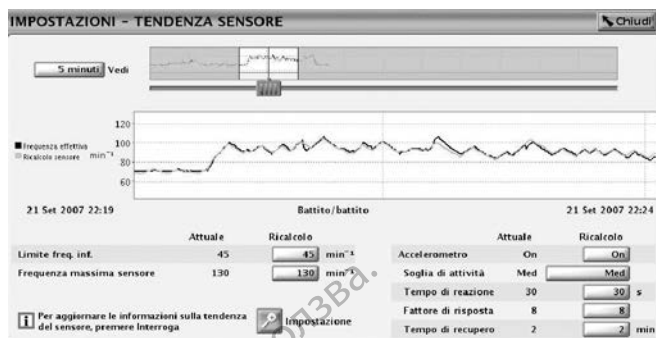 IMPOSTAZIONI - TENDENZA SENSORE
Chiudi
5 minuti Vedi
120
100
80
60
Frequenza effettiva
Ricalcolo sensore min⁻¹
21 Set 2007 22:19 Battito/battito 21 Set 2007 22:24
Attuale Ricalcolo
Limite freq. inf. 45 45 min⁻¹
Frequenza massima sensore 130 130 min⁻¹
Per aggiornare le informazioni sulla tendenza
del sensore, premere Interroga
Impostazione
Attuale Ricalcolo
Accelerometro On On
Soglia di attività Med Med
Tempo di reazione 30 30 s
Fattore di risposta 8 8
Tempo di recupero 2 2 min